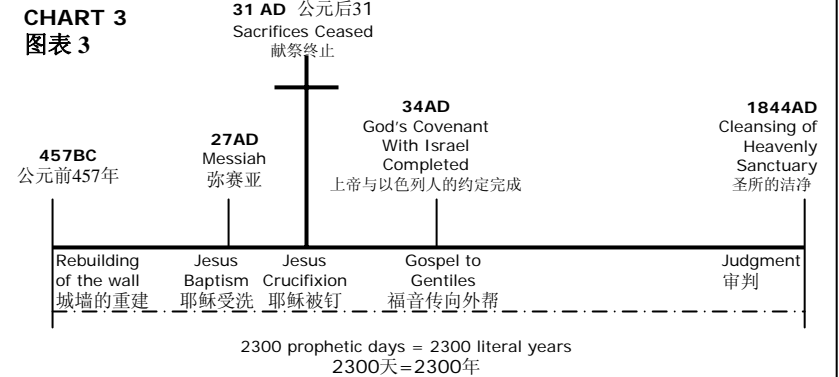 CHART 3
图表 3
31 AD 公元后31
Sacrifices Ceased
献祭终止
457BC
公元前457年
27AD
Messiah
弥赛亚
34AD
God's Covenant
With Israel
Completed
上帝与以色列人的约定完成
1844AD
Cleansing of
Heavenly
Sanctuary
圣所的洁净
Rebuilding
of the wall
城墙的重建
Jesus
Baptism
耶稣受洗
Jesus
Crucifixion
耶稣被钉
Gospel to
Gentiles
福音传向外帮
Judgment
审判
2300 prophetic days = 2300 literal years
2300天=2300年